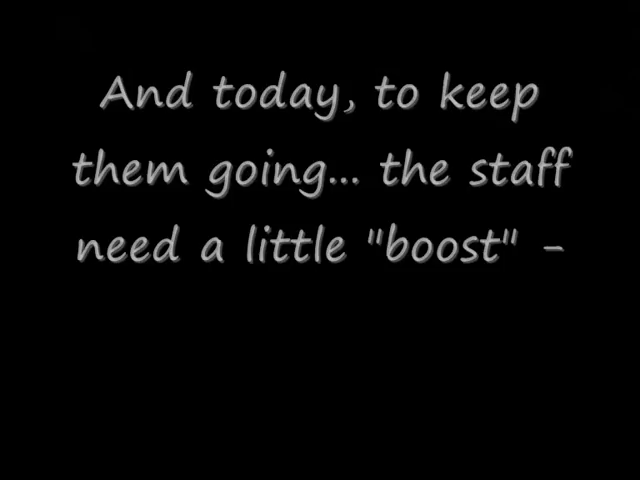 And today, to keep
them going... the staff
need a little "boost" -